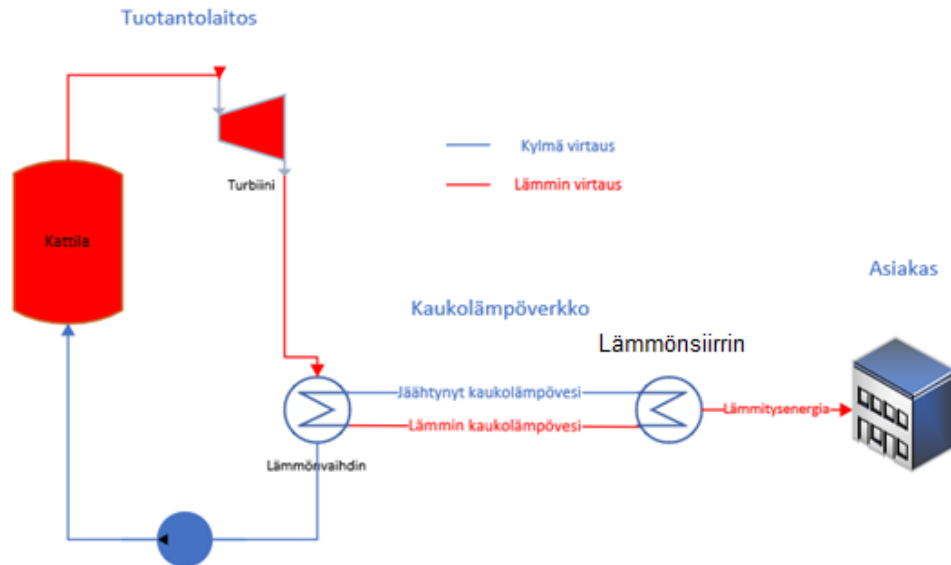 Tuotantolaitos
Kylmä virtaus
Turbiini
Lämmin virtaus
Kattila
Asiakas
Kaukolämpöverkko
Lämmönsiirrin
Jäähtynyt kaukolämpövesi
Lämmitysenergia
Lämmin kaukolämpövesi
Lämmönvaihdin